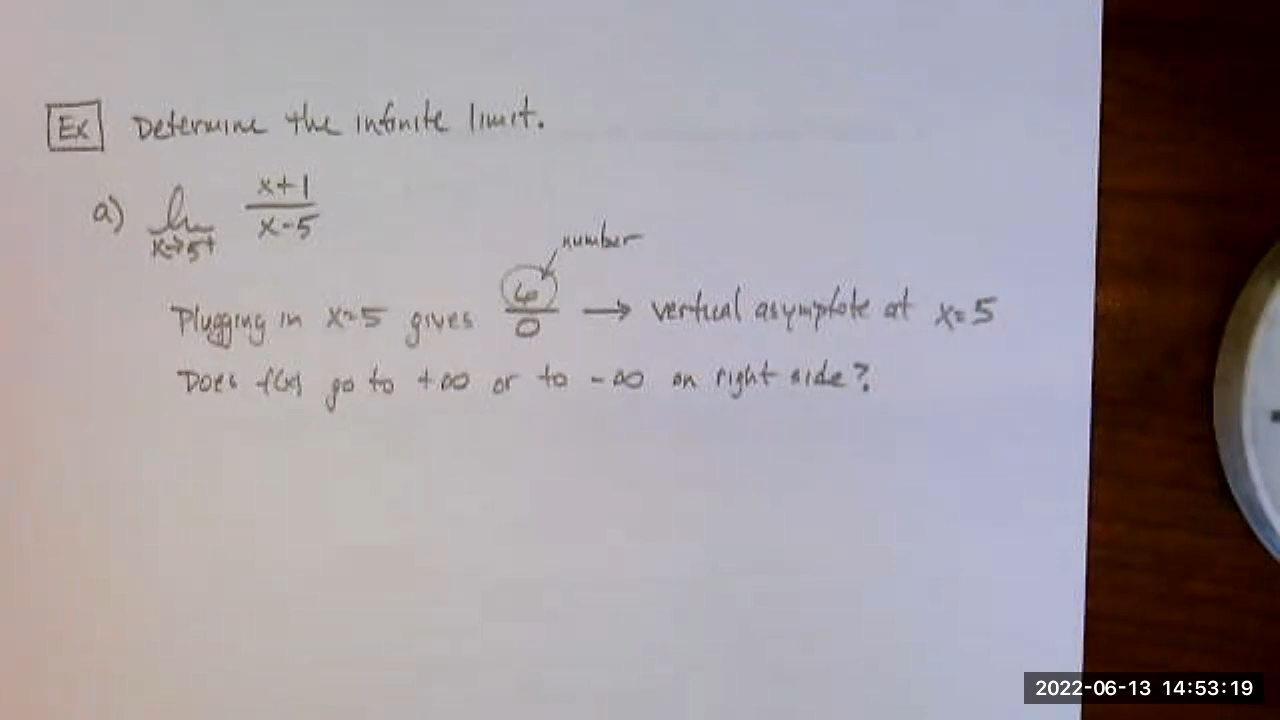 Ex Determine the infinite limit.
a) lim x→5+ x+1 / x-5
number
Plugging in x=5 gives 6/0 → vertical asymptote at x=5
Does f(x) go to +∞ or to -∞ on right side?
2022-06-13 14:53:19